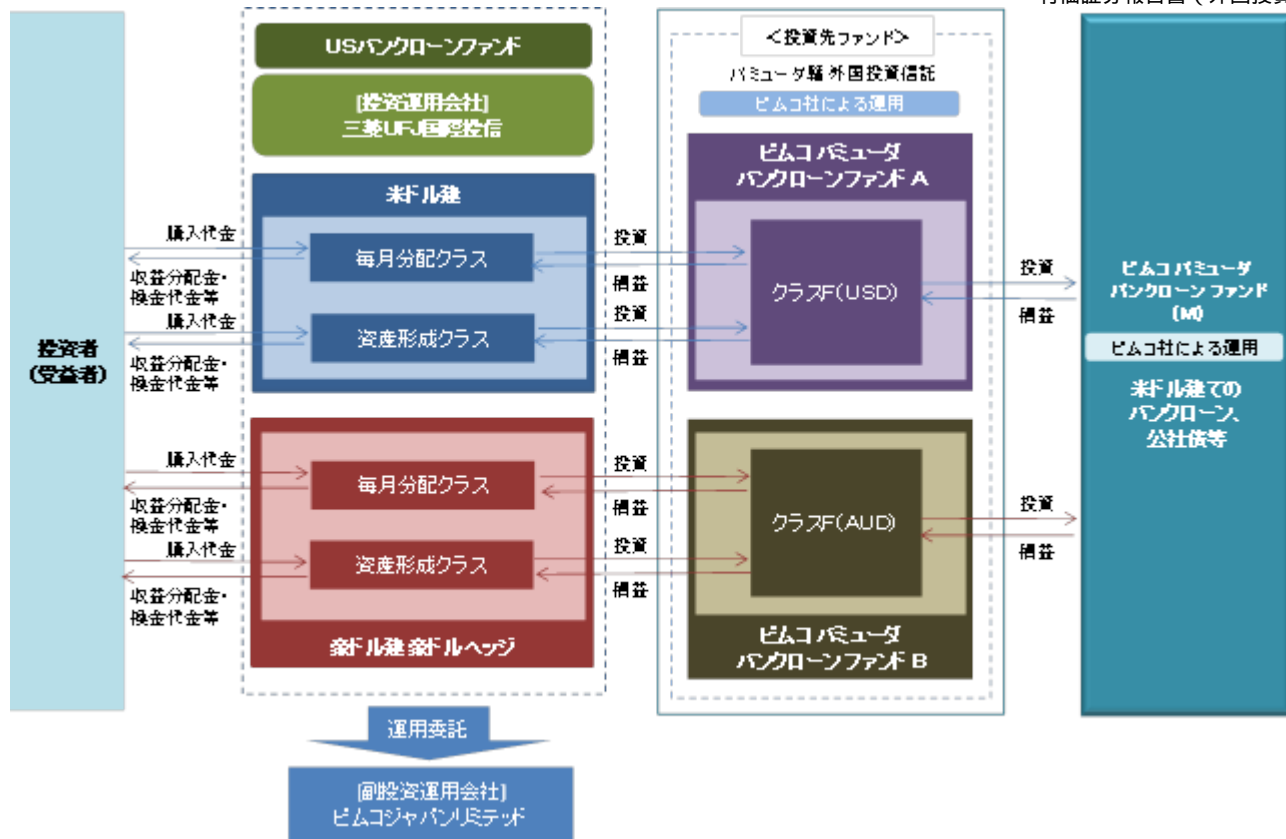 有価証券報告書(外国投資
USバンクローンファンド
[投資運用会社]
三菱UFJ国際投信
米ドル建
毎月分配クラス
資産形成クラス
毎月分配クラス
資産形成クラス
豪ドル建 豪ドルヘッジ
運用委託
[副投資運用会社]
ピムコジャパンリミテッド
投資者
(受益者)
購入代金
収益分配金・
換金代金等
購入代金
収益分配金・
換金代金等
購入代金
収益分配金・
換金代金等
購入代金
収益分配金・
換金代金等
投資
損益
投資
損益
投資
損益
投資
損益
<投資先ファンド>
バミューダ籍 外国投資信託
ピムコ社による運用
ピムコ バミューダ
バンクローンファンド A
クラスF(USD)
クラスF(AUD)
ピムコ バミューダ
バンクローンファンド B
投資
損益
投資
損益
ピムコ バミューダ
バンクローン ファンド
(M)
ピムコ社による運用
米ドル建ての
バンクローン、
公社債等